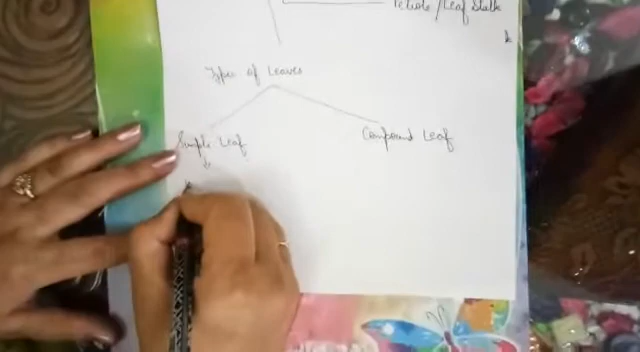 Petiole / Leaf Stalk
Types of Leaves
Simple Leaf
Compound Leaf